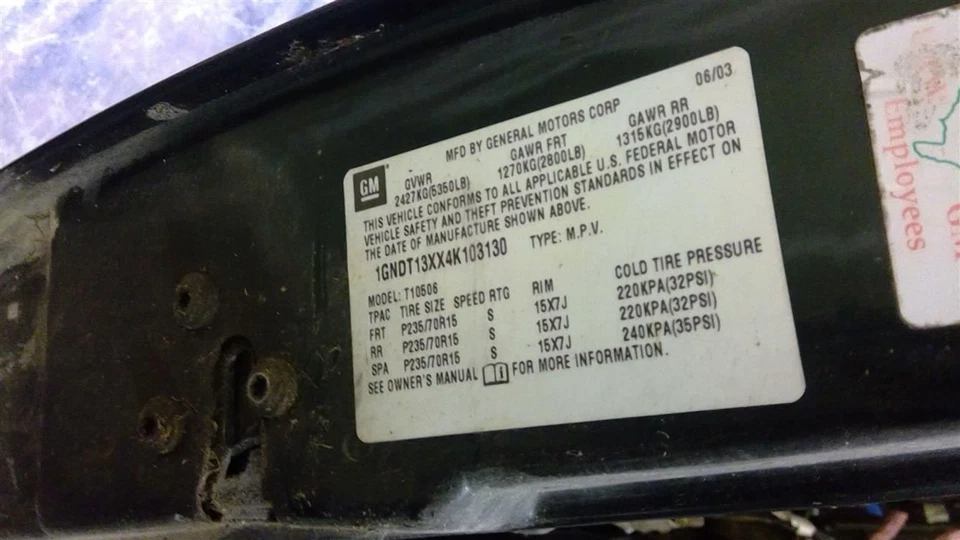 06/03
MFD BY GENERAL MOTORS CORP
GM
GVWR GAWR FRT GAWR RR
2427KG(5350LB) 1270KG(2800LB) 1315KG(2900LB)
THIS VEHICLE CONFORMS TO ALL APPLICABLE U.S. FEDERAL MOTOR
VEHICLE SAFETY AND THEFT PREVENTION STANDARDS IN EFFECT ON
THE DATE OF MANUFACTURE SHOWN ABOVE.
1GNDT13XX4K103130 TYPE: M.P.V.
MODEL: T10506
TPAC TIRE SIZE SPEED RTG RIM COLD TIRE PRESSURE
FRT P235/70R15 S 15X7J 220KPA(32PSI)
RR P235/70R15 S 15X7J 220KPA(32PSI)
SPA P235/70R15 S 15X7J 240KPA(35PSI)
SEE OWNER'S MANUAL FOR MORE INFORMATION.
Employees